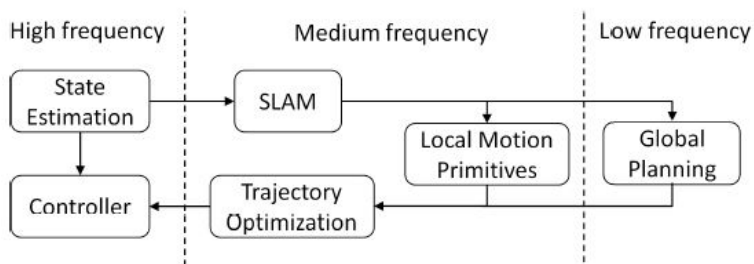 High frequency
Medium frequency
Low frequency
State
Estimation
SLAM
Local Motion
Primitives
Global
Planning
Controller
Trajectory
Optimization